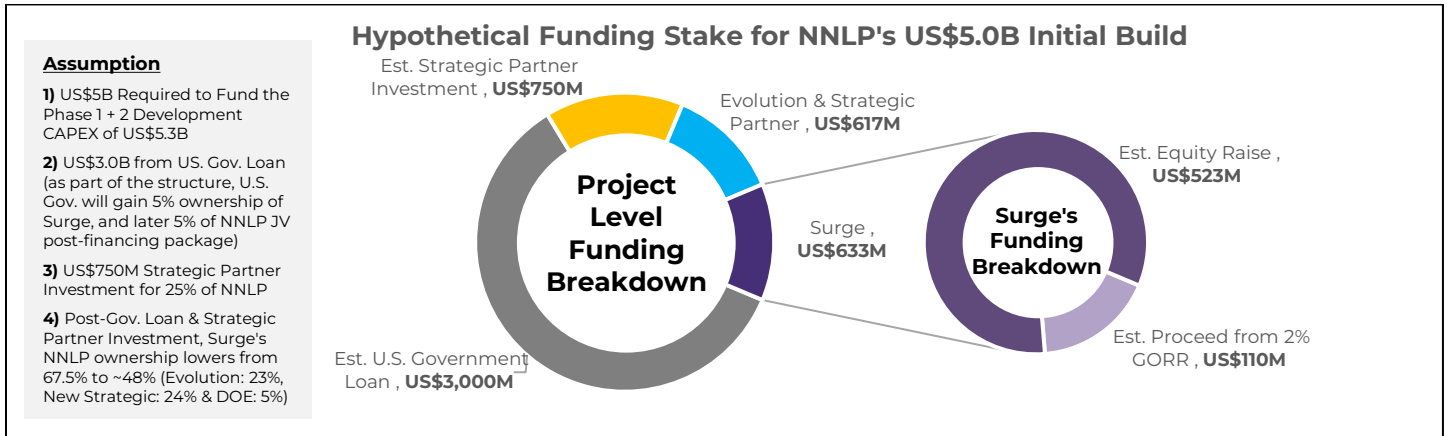 Hypothetical Funding Stake for NNLP's US$5.0B Initial Build
Assumption
1) US$5B Required to Fund the
Phase 1 + 2 Development
CAPEX of US$5.3B
2) US$3.0B from US. Gov. Loan
(as part of the structure, U.S.
Gov. will gain 5% ownership of
Surge, and later 5% of NNLP JV
post-financing package)
3) US$750M Strategic Partner
Investment for 25% of NNLP
4) Post-Gov. Loan & Strategic
Partner Investment, Surge's
NNLP ownership lowers from
67.5% to ~48% (Evolution: 23%,
New Strategic: 24% & DOE: 5%)
Est. Strategic Partner
Investment , US$750M
Evolution & Strategic
Partner , US$617M
Project
Level
Funding
Breakdown
Surge ,
US$633M
Est. U.S. Government
Loan , US$3,000M
Est. Equity Raise ,
US$523M
Surge's
Funding
Breakdown
Est. Proceed from 2%
GORR , US$110M